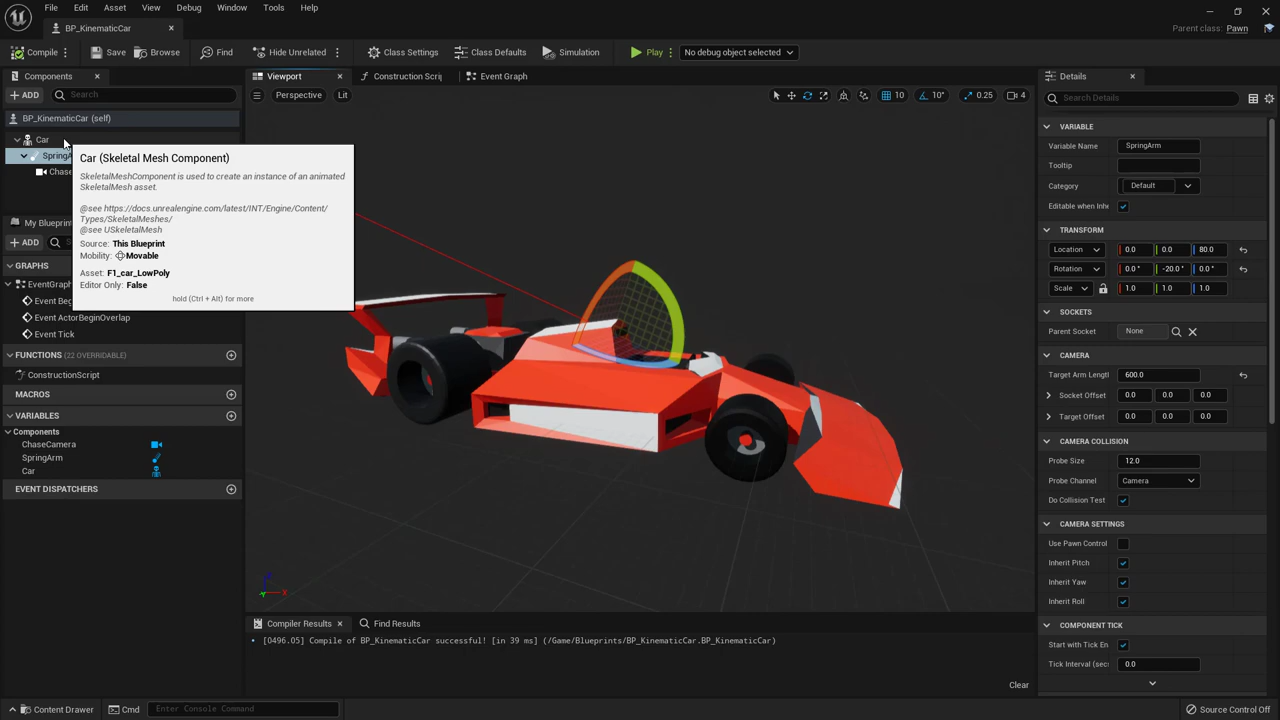 File Edit Asset View Debug Window Tools Help
BP_KinematicCar
Parent class: Pawn
Compile Save Browse Find Hide Unrelated Class Settings Class Defaults Simulation Play No debug object selected
Components
ADD Search
BP_KinematicCar (self)
Car
SpringA
Chase
Car (Skeletal Mesh Component)
SkeletalMeshComponent is used to create an instance of an animated
SkeletalMesh asset.
@see https://docs.unrealengine.com/latest/INT/Engine/Content/
Types/SkeletalMeshes/
@see USkeletalMesh
Source: This Blueprint
Mobility: Movable
Asset: F1_car_LowPoly
Editor Only: False
hold (Ctrl + Alt) for more
My Blueprint
ADD
GRAPHS
EventGraph
Event Beg
Event ActorBeginOverlap
Event Tick
FUNCTIONS (22 OVERRIDABLE)
ConstructionScript
MACROS
VARIABLES
Components
ChaseCamera
SpringArm
Car
EVENT DISPATCHERS
Viewport Construction Scrip Event Graph
Perspective Lit 10 10° 0.25 4
Z
X
Y
Compiler Results Find Results
[0496.05] Compile of BP_KinematicCar successful! [in 39 ms] (/Game/Blueprints/BP_KinematicCar.BP_KinematicCar)
Clear
Details
Search Details
VARIABLE
Variable Name SpringArm
Tooltip
Category Default
Editable when Inhe
TRANSFORM
Location 0.0 0.0 80.0
Rotation 0.0 ° -20.0 ° 0.0 °
Scale 1.0 1.0 1.0
SOCKETS
Parent Socket None
CAMERA
Target Arm Length 600.0
Socket Offset 0.0 0.0 0.0
Target Offset 0.0 0.0 0.0
CAMERA COLLISION
Probe Size 12.0
Probe Channel Camera
Do Collision Test
CAMERA SETTINGS
Use Pawn Control
Inherit Pitch
Inherit Yaw
Inherit Roll
COMPONENT TICK
Start with Tick En
Tick Interval (sec 0.0
Content Drawer Cmd Enter Console Command Source Control Off